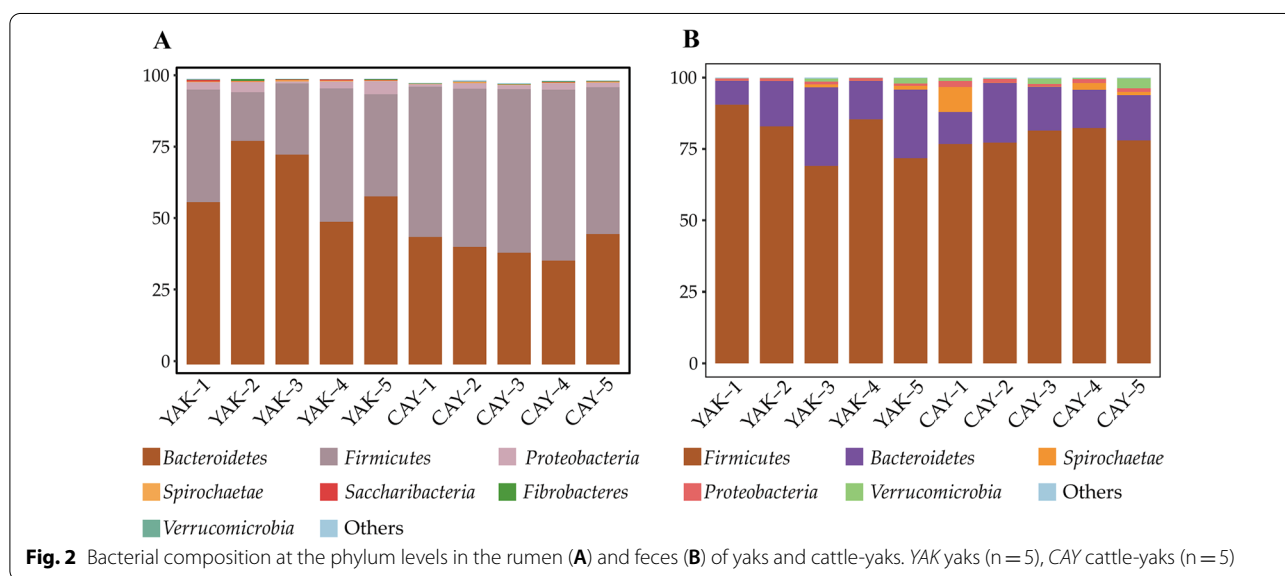 A
100
75
50
25
0
YAK–1
YAK–2
YAK–3
YAK–4
YAK–5
CAY–1
CAY–2
CAY–3
CAY–4
CAY–5
Bacteroidetes Firmicutes Proteobacteria
Spirochaetae Saccharibacteria Fibrobacteres
Verrucomicrobia Others
B
100
75
50
25
0
YAK–1
YAK–2
YAK–3
YAK–4
YAK–5
CAY–1
CAY–2
CAY–3
CAY–4
CAY–5
Firmicutes Bacteroidetes Spirochaetae
Proteobacteria Verrucomicrobia Others
Fig. 2 Bacterial composition at the phylum levels in the rumen (A) and feces (B) of yaks and cattle-yaks. YAK yaks (n = 5), CAY cattle-yaks (n = 5)